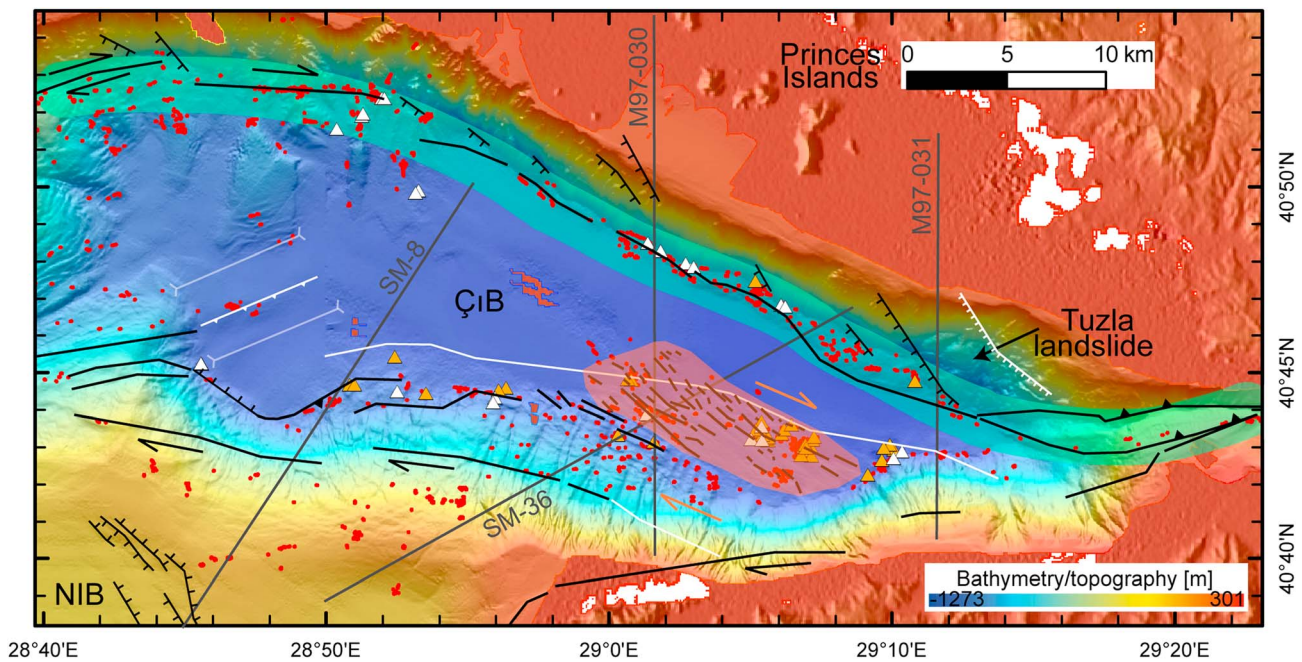 Princes
Islands
0 5 10 km
M97-030
M97-031
SM-8
ÇıB
Tuzla
landslide
SM-36
NIB
Bathymetry/topography [m]
-1273 301
40°50'N
40°45'N
40°40'N
28°40'E 28°50'E 29°0'E 29°10'E 29°20'E